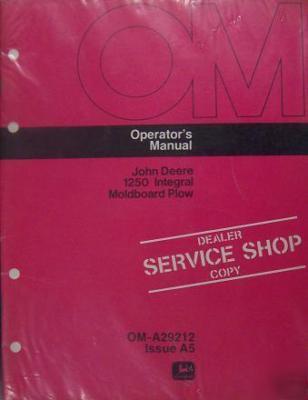 OM
Operator's
Manual
John Deere
1250 Integral
Moldboard Plow
DEALER
SERVICE SHOP
COPY
OM-A29212
Issue A5